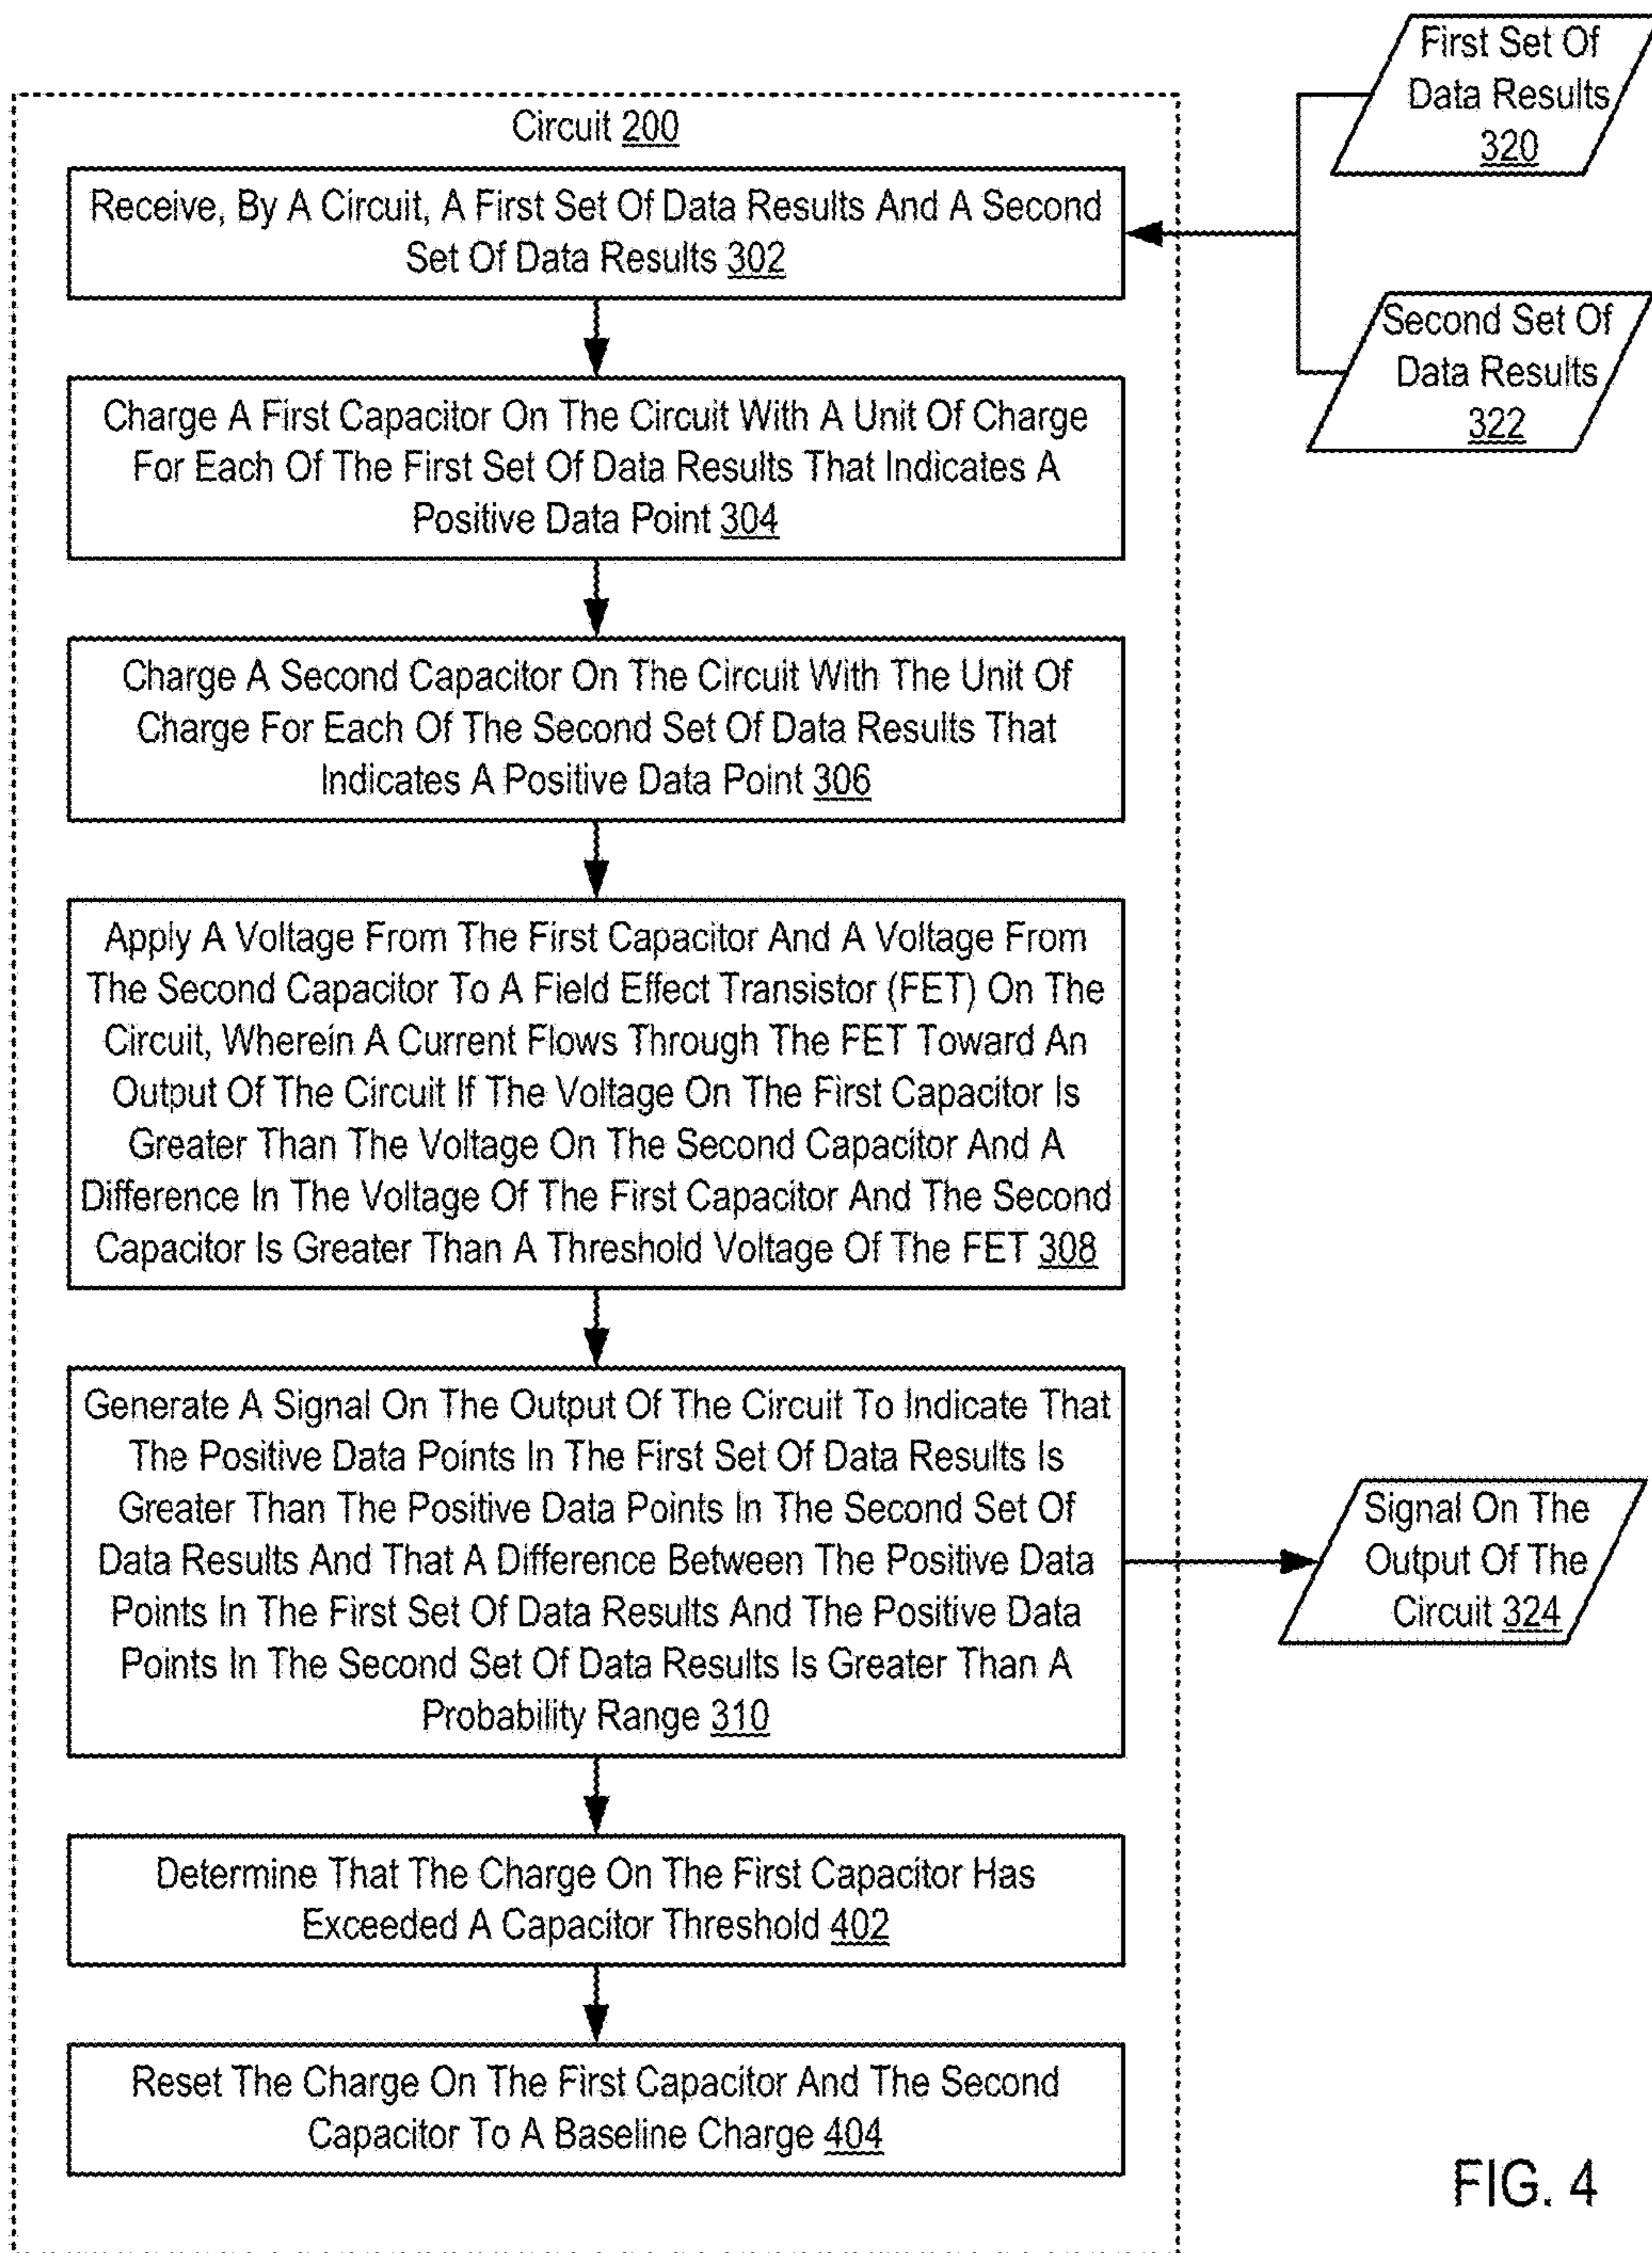 First Set Of
Data Results
320
Circuit 200
Receive, By A Circuit, A First Set Of Data Results And A Second
Set Of Data Results 302
Second Set Of
Data Results
322
Charge A First Capacitor On The Circuit With A Unit Of Charge
For Each Of The First Set Of Data Results That Indicates A
Positive Data Point 304
Charge A Second Capacitor On The Circuit With The Unit Of
Charge For Each Of The Second Set Of Data Results That
Indicates A Positive Data Point 306
Apply A Voltage From The First Capacitor And A Voltage From
The Second Capacitor To A Field Effect Transistor (FET) On The
Circuit, Wherein A Current Flows Through The FET Toward An
Output Of The Circuit If The Voltage On The First Capacitor Is
Greater Than The Voltage On The Second Capacitor And A
Difference In The Voltage Of The First Capacitor And The Second
Capacitor Is Greater Than A Threshold Voltage Of The FET 308
Generate A Signal On The Output Of The Circuit To Indicate That
The Positive Data Points In The First Set Of Data Results Is
Greater Than The Positive Data Points In The Second Set Of
Data Results And That A Difference Between The Positive Data
Points In The First Set Of Data Results And The Positive Data
Points In The Second Set Of Data Results Is Greater Than A
Probability Range 310
Signal On The
Output Of The
Circuit 324
Determine That The Charge On The First Capacitor Has
Exceeded A Capacitor Threshold 402
Reset The Charge On The First Capacitor And The Second
Capacitor To A Baseline Charge 404
FIG. 4